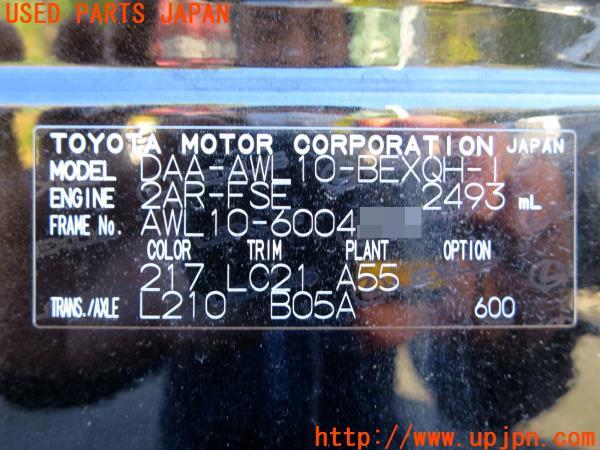 USED PARTS JAPAN
UPJ
TOYOTA MOTOR CORPORATION JAPAN
MODEL DAA-AWL10-BEXQH-1
ENGINE 2AR-FSE 2493 mL
FRAME No. AWL10-6004
COLOR TRIM PLANT OPTION
217 LC21 A55
TRANS./AXLE L210 B05A 600
http://www.upjpn.com